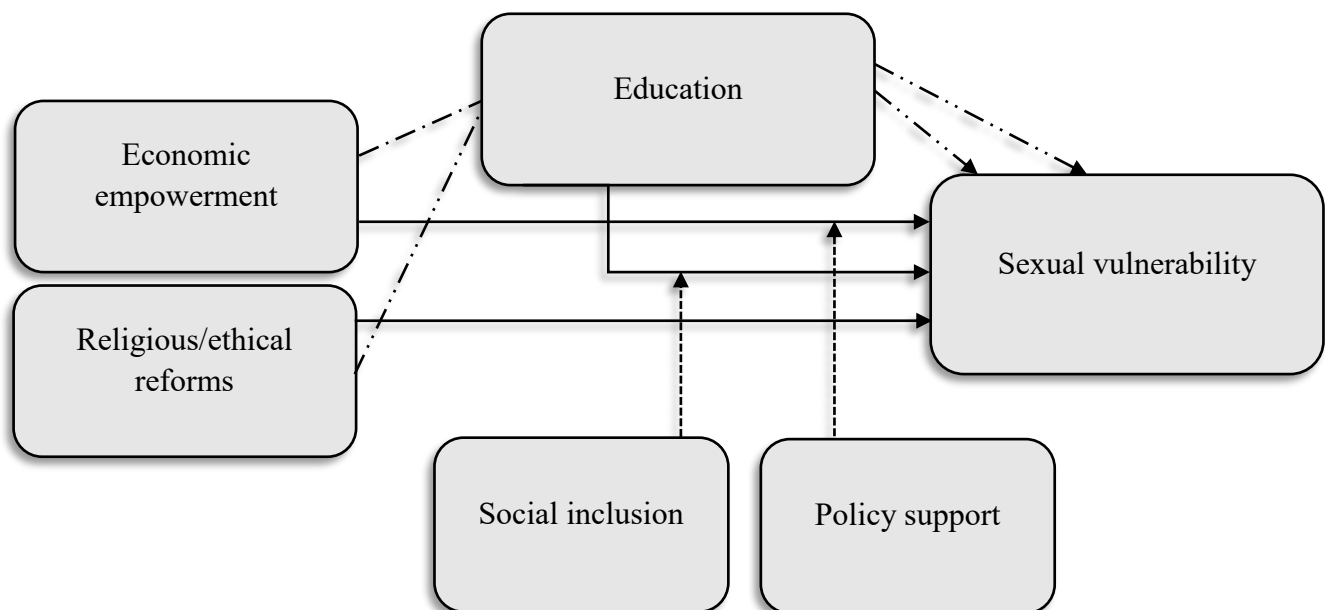 Education
Economic
empowerment
Sexual vulnerability
Religious/ethical
reforms
Social inclusion
Policy support